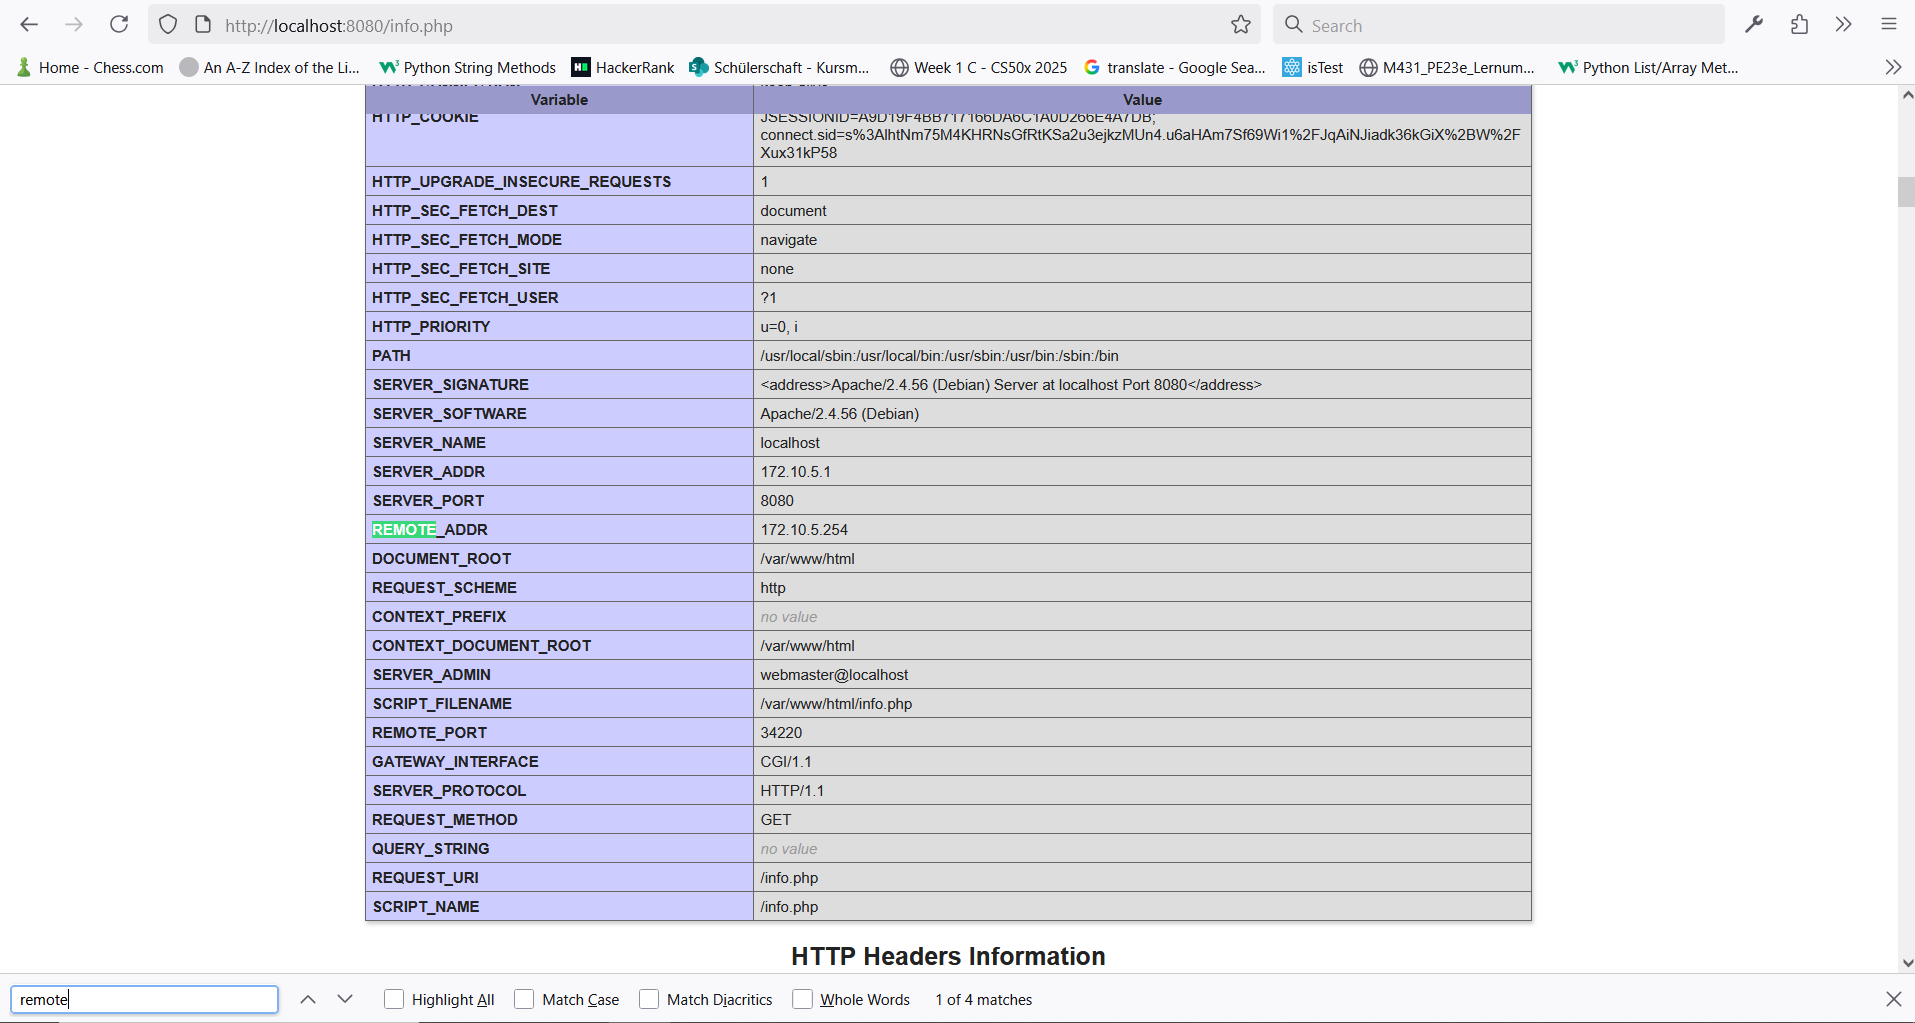 http://localhost:8080/info.php
Search
Home - Chess.com
An A-Z Index of the Li...
Python String Methods
HackerRank
Schülerschaft - Kursm...
Week 1 C - CS50x 2025
translate - Google Sea...
isTest
M431_PE23e_Lernum...
Python List/Array Met...
Variable Value
HTTP_COOKIE JSESSIONID=A9D19F4BB717166DA6C1A0D266E4A7DB;
connect.sid=s%3AlhtNm75M4KHRNsGfRtKSa2u3ejkzMUn4.u6aHAm7Sf69Wi1%2FJqAiNJiadk36kGiX%2BW%2F
Xux31kP58
HTTP_UPGRADE_INSECURE_REQUESTS 1
HTTP_SEC_FETCH_DEST document
HTTP_SEC_FETCH_MODE navigate
HTTP_SEC_FETCH_SITE none
HTTP_SEC_FETCH_USER ?1
HTTP_PRIORITY u=0, i
PATH /usr/local/sbin:/usr/local/bin:/usr/sbin:/usr/bin:/sbin:/bin
SERVER_SIGNATURE <address>Apache/2.4.56 (Debian) Server at localhost Port 8080</address>
SERVER_SOFTWARE Apache/2.4.56 (Debian)
SERVER_NAME localhost
SERVER_ADDR 172.10.5.1
SERVER_PORT 8080
REMOTE_ADDR 172.10.5.254
DOCUMENT_ROOT /var/www/html
REQUEST_SCHEME http
CONTEXT_PREFIX no value
CONTEXT_DOCUMENT_ROOT /var/www/html
SERVER_ADMIN webmaster@localhost
SCRIPT_FILENAME /var/www/html/info.php
REMOTE_PORT 34220
GATEWAY_INTERFACE CGI/1.1
SERVER_PROTOCOL HTTP/1.1
REQUEST_METHOD GET
QUERY_STRING no value
REQUEST_URI /info.php
SCRIPT_NAME /info.php
HTTP Headers Information
remote
Highlight All
Match Case
Match Diacritics
Whole Words
1 of 4 matches